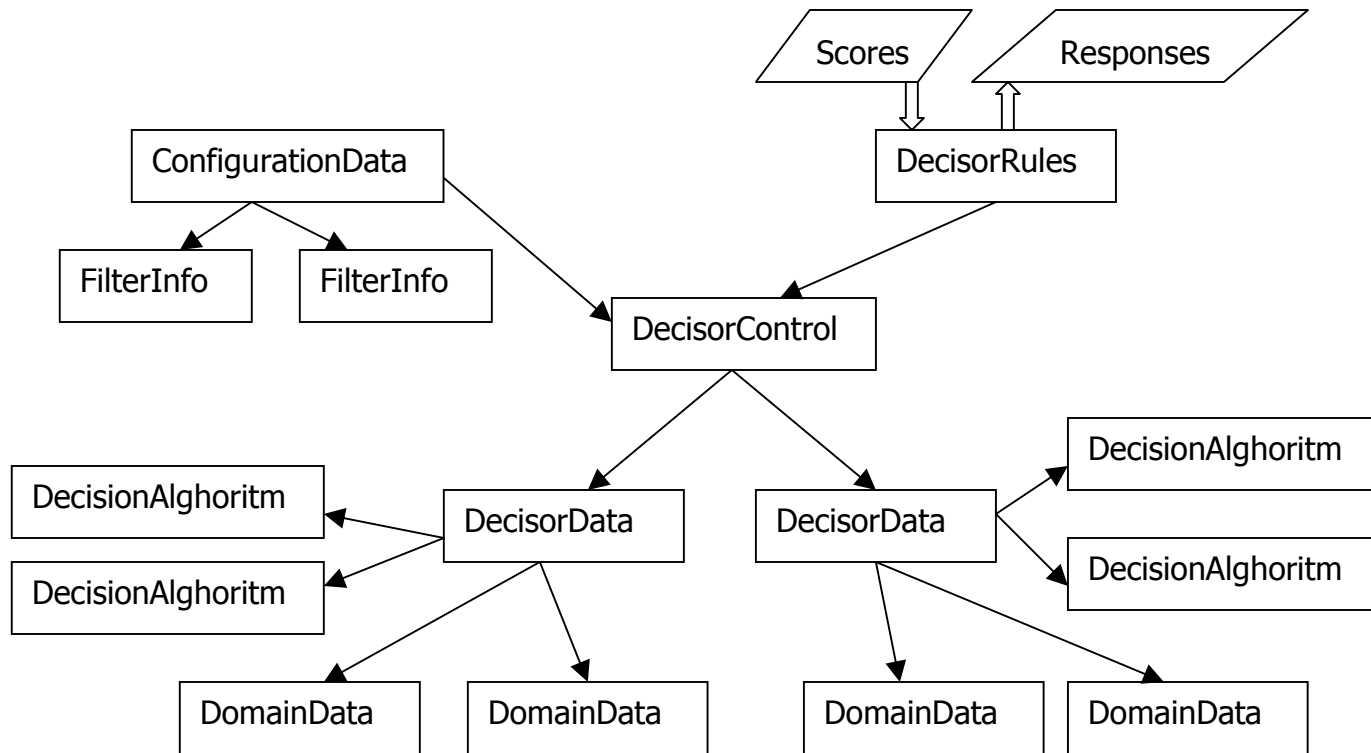 Scores
Responses
ConfigurationData
DecisorRules
FilterInfo
FilterInfo
DecisorControl
DecisionAlghoritm
DecisionAlghoritm
DecisorData
DecisorData
DecisionAlghoritm
DecisionAlghoritm
DomainData
DomainData
DomainData
DomainData